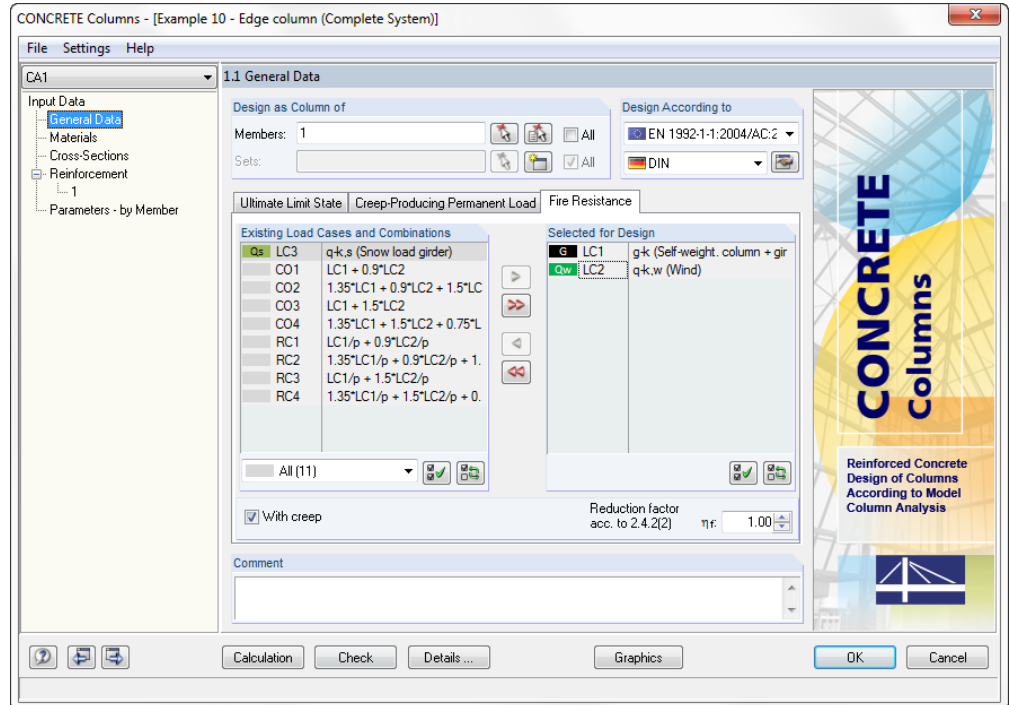 CONCRETE Columns - [Example 10 - Edge column (Complete System)]
File Settings Help
CA1
1.1 General Data
Input Data
General Data
Materials
Cross-Sections
Reinforcement
1
Parameters - by Member
Design as Column of
Members: 1
All
Sets:
All
Design According to
EN 1992-1-1:2004/AC:2
DIN
Ultimate Limit State
Creep-Producing Permanent Load
Fire Resistance
Existing Load Cases and Combinations
Qs LC3 q-k,s (Snow load girder)
CO1 LC1 + 0.9*LC2
CO2 1.35*LC1 + 0.9*LC2 + 1.5*LC
CO3 LC1 + 1.5*LC2
CO4 1.35*LC1 + 1.5*LC2 + 0.75*L
RC1 LC1/p + 0.9*LC2/p
RC2 1.35*LC1/p + 0.9*LC2/p + 1.
RC3 LC1/p + 1.5*LC2/p
RC4 1.35*LC1/p + 1.5*LC2/p + 0.
All (11)
Selected for Design
G LC1 g-k (Self-weight. column + gir
Qw LC2 q-k,w (Wind)
With creep
Reduction factor
acc. to 2.4.2(2) ηf: 1.00
Comment
CONCRETE
Columns
Reinforced Concrete
Design of Columns
According to Model
Column Analysis
Calculation
Check
Details ...
Graphics
OK
Cancel